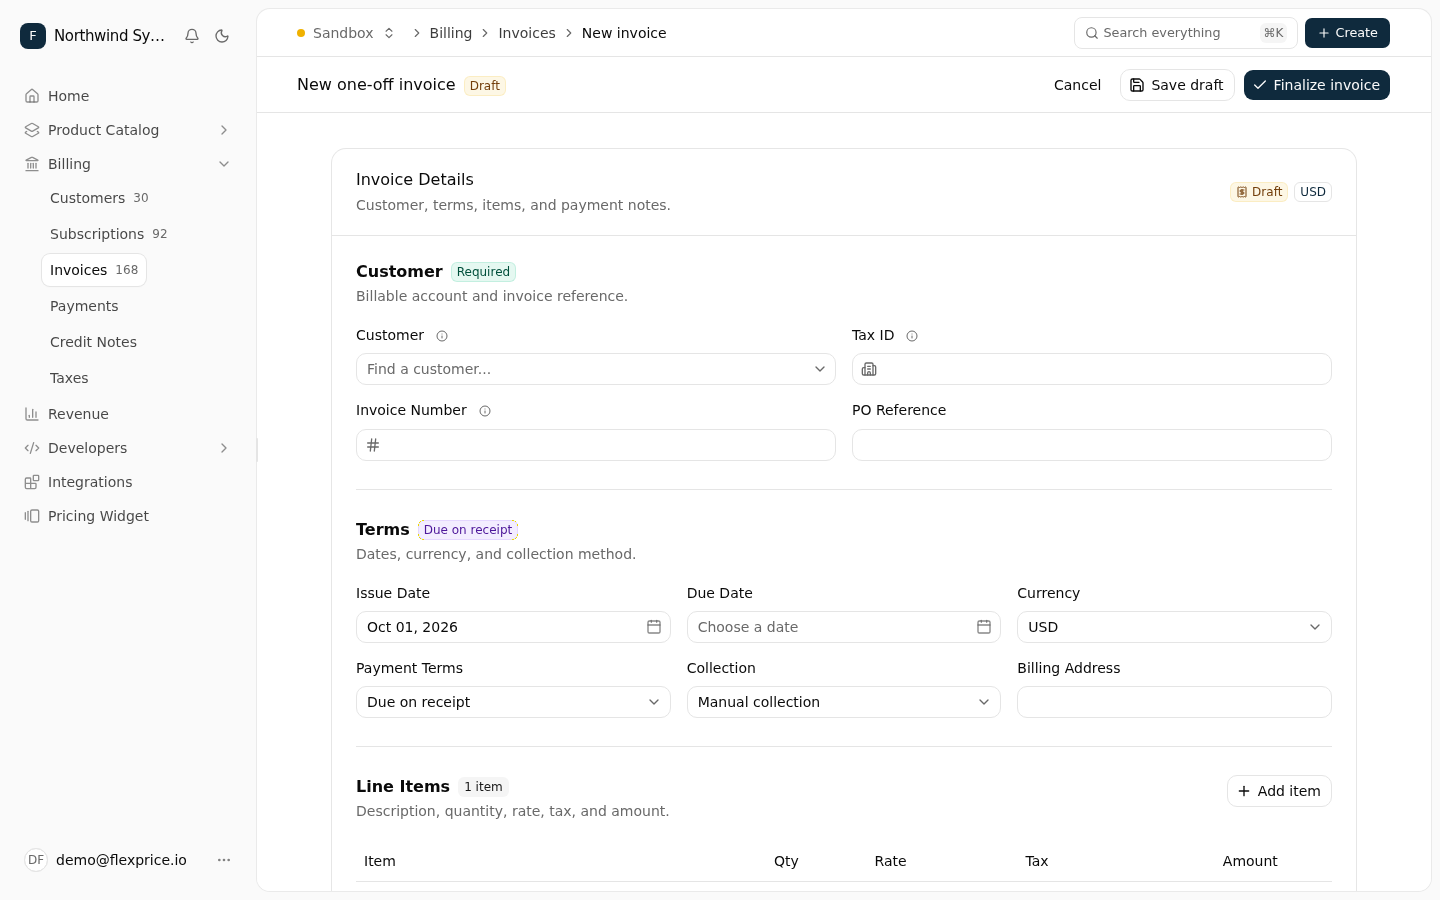 F Northwind Sy...
Home
Product Catalog
Billing
Customers 30
Subscriptions 92
Invoices 168
Payments
Credit Notes
Taxes
Revenue
Developers
Integrations
Pricing Widget
DF demo@flexprice.io
Sandbox Billing Invoices New invoice
Search everything ⌘K
Create
New one-off invoice Draft
Cancel Save draft Finalize invoice
Invoice Details
Customer, terms, items, and payment notes.
Draft USD
Customer Required
Billable account and invoice reference.
Customer Tax ID
Find a customer...
Invoice Number PO Reference
Terms Due on receipt
Dates, currency, and collection method.
Issue Date Due Date Currency
Oct 01, 2026 Choose a date USD
Payment Terms Collection Billing Address
Due on receipt Manual collection
Line Items 1 item
Add item
Description, quantity, rate, tax, and amount.
Item Qty Rate Tax Amount